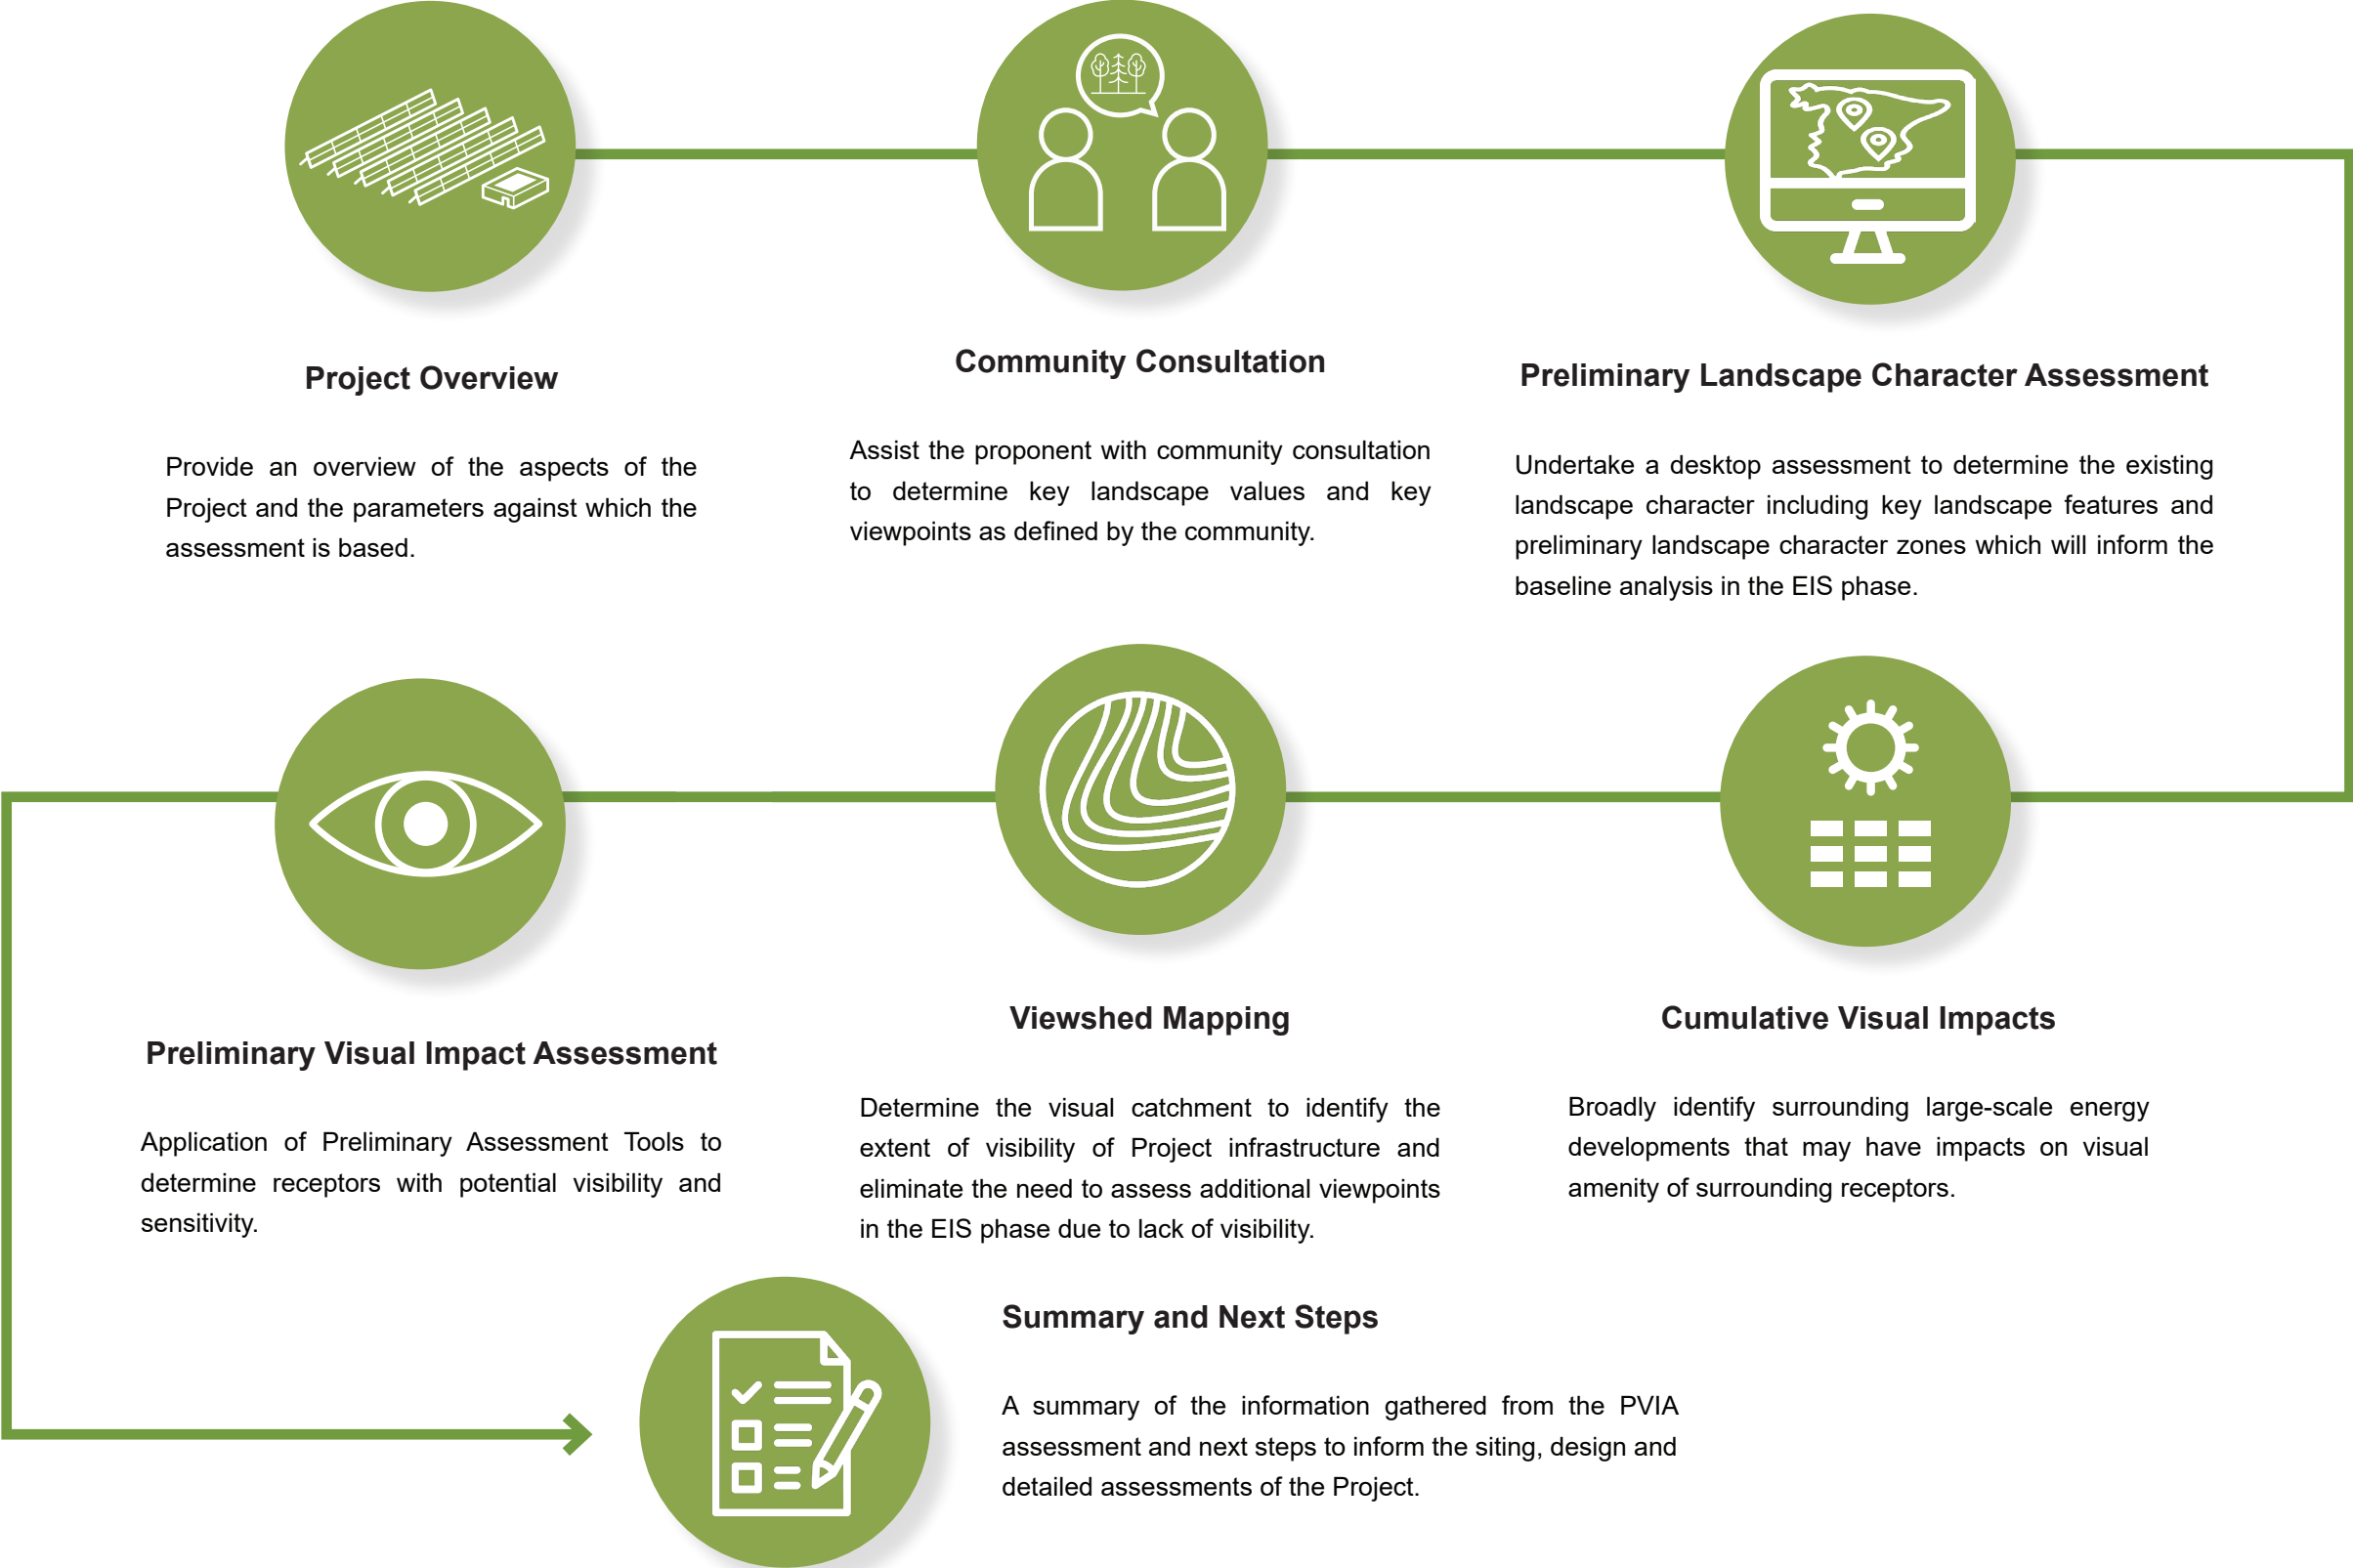 Project Overview
Provide an overview of the aspects of the
Project and the parameters against which the
assessment is based.
Community Consultation
Assist the proponent with community consultation
to determine key landscape values and key
viewpoints as defined by the community.
Preliminary Landscape Character Assessment
Undertake a desktop assessment to determine the existing
landscape character including key landscape features and
preliminary landscape character zones which will inform the
baseline analysis in the EIS phase.
Cumulative Visual Impacts
Broadly identify surrounding large-scale energy
developments that may have impacts on visual
amenity of surrounding receptors.
Viewshed Mapping
Determine the visual catchment to identify the
extent of visibility of Project infrastructure and
eliminate the need to assess additional viewpoints
in the EIS phase due to lack of visibility.
Preliminary Visual Impact Assessment
Application of Preliminary Assessment Tools to
determine receptors with potential visibility and
sensitivity.
Summary and Next Steps
A summary of the information gathered from the PVIA
assessment and next steps to inform the siting, design and
detailed assessments of the Project.